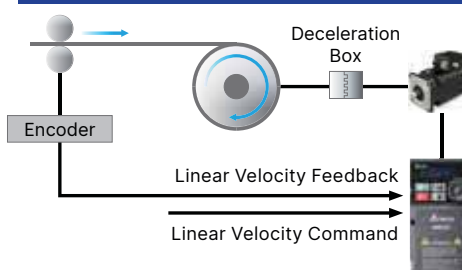 Deceleration
Box
Encoder
Linear Velocity Feedback
Linear Velocity Command